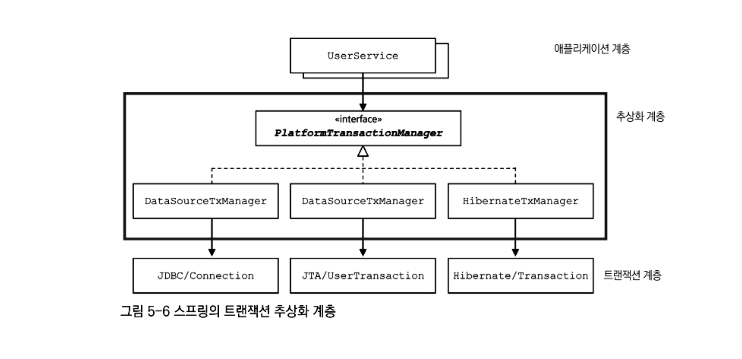 UserService
애플리케이션 계층
«interface»
PlatformTransactionManager
추상화 계층
DataSourceTxManager
DataSourceTxManager
HibernateTxManager
JDBC/Connection
JTA/UserTransaction
Hibernate/Transaction
트랜잭션 계층
그림 5-6 스프링의 트랜잭션 추상화 계층